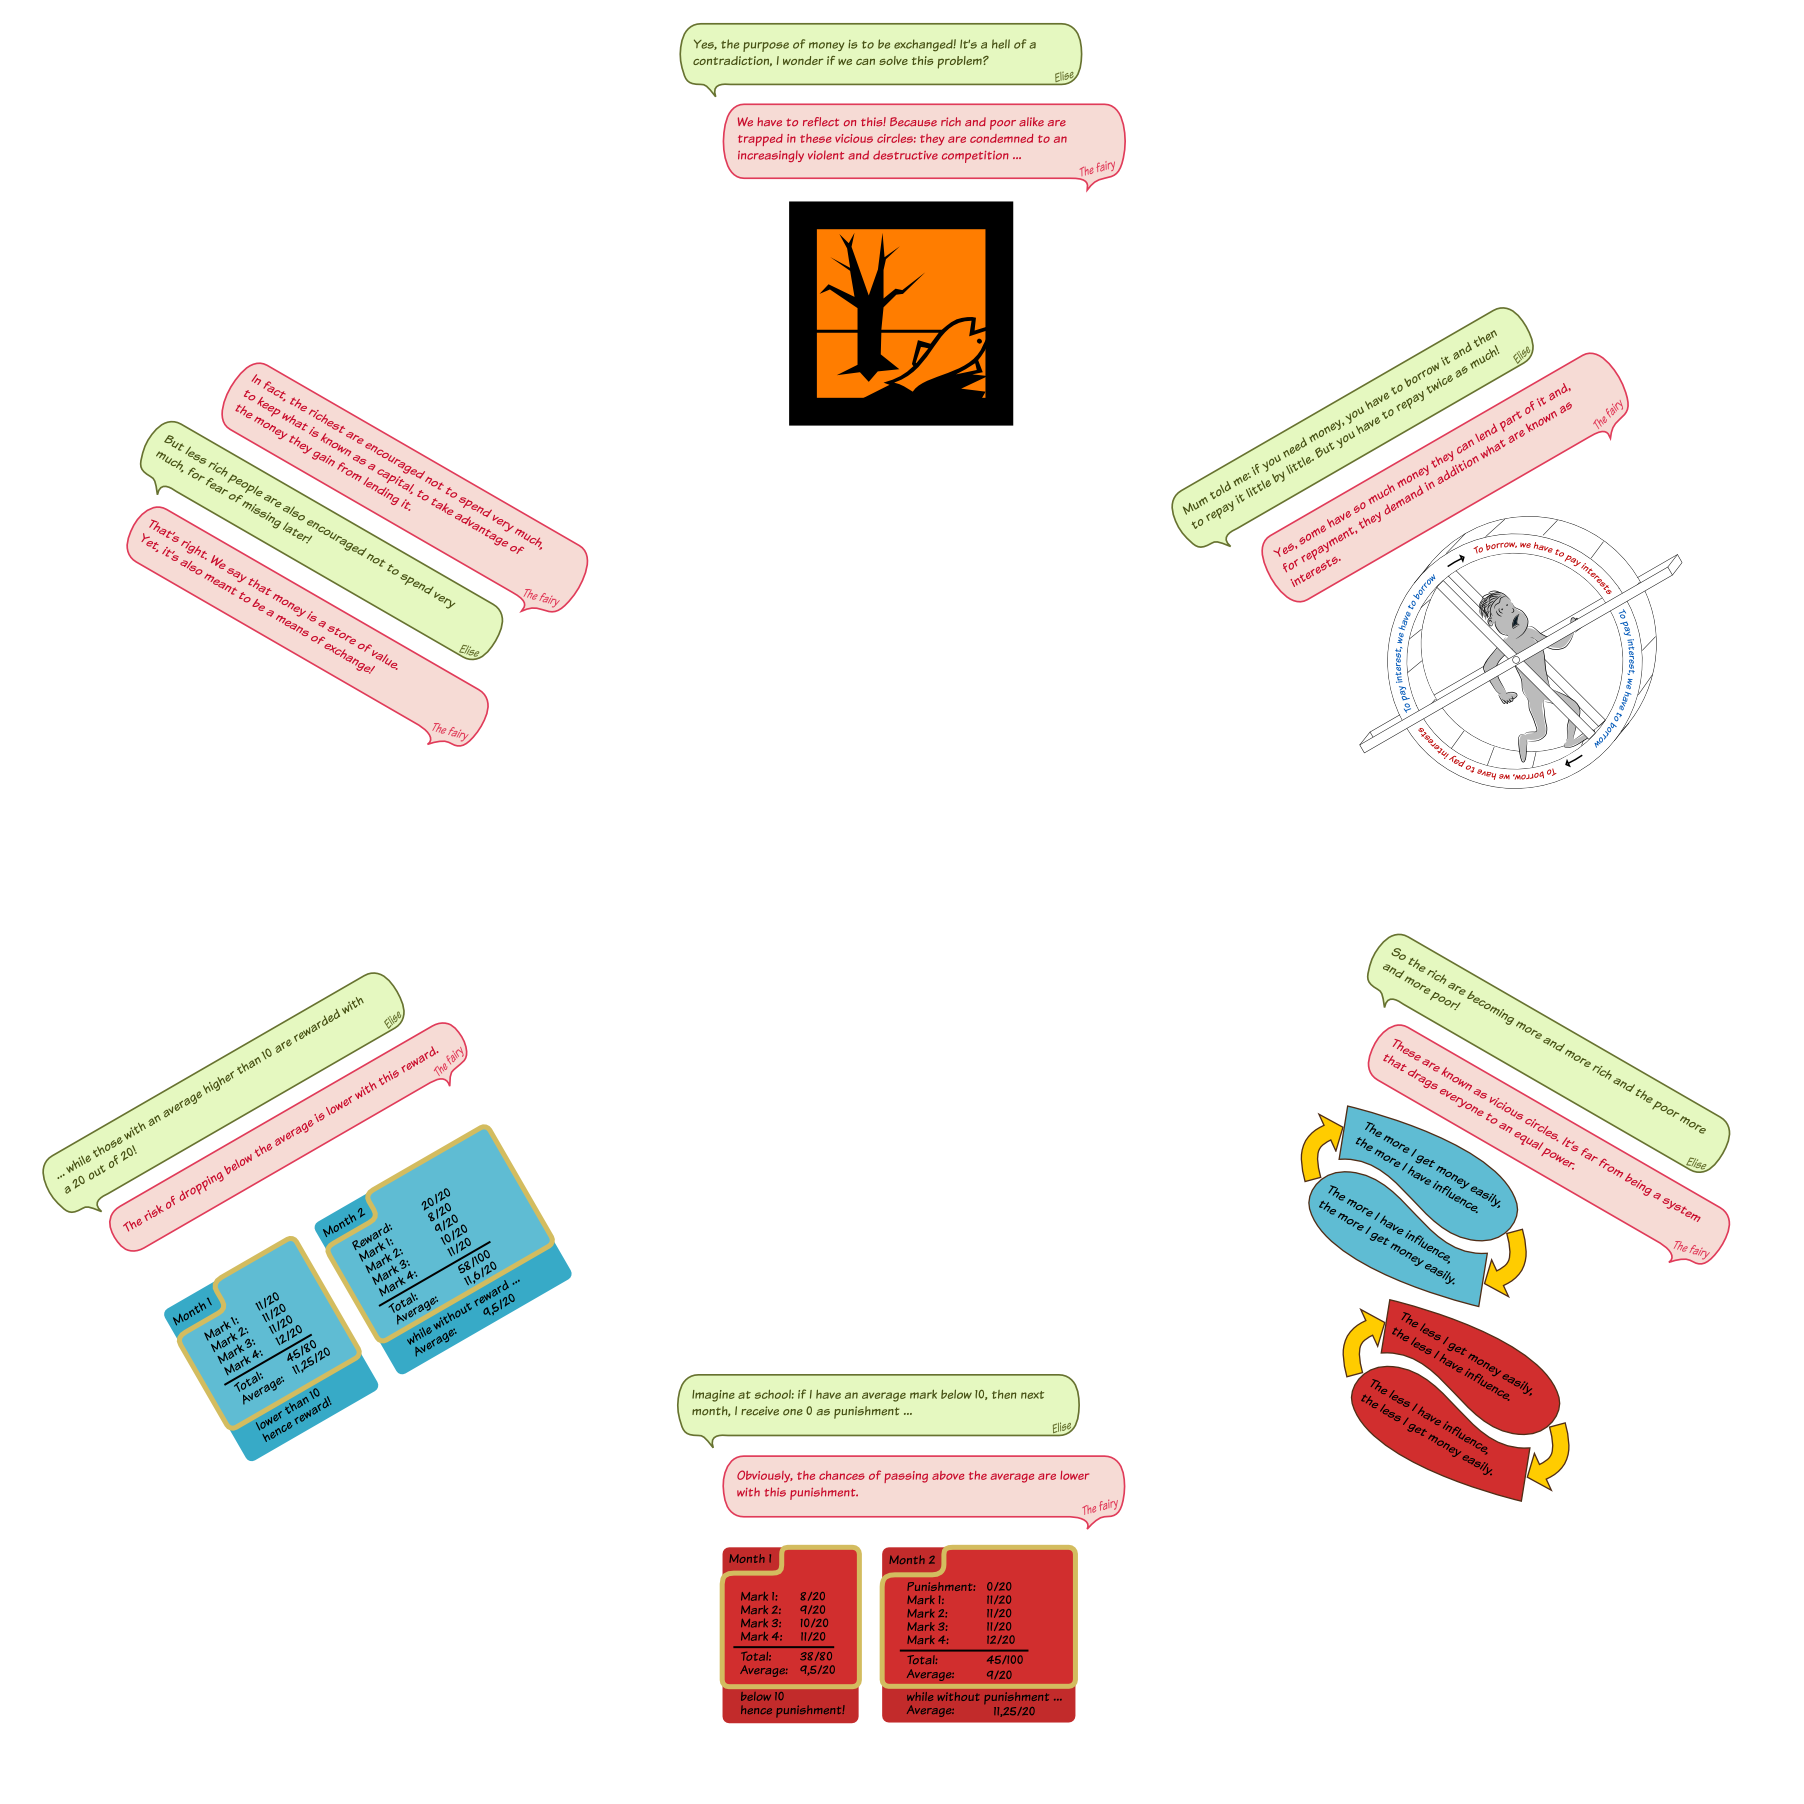 Yes, the purpose of money is to be exchanged! It's a hell of a
contradiction, I wonder if we can solve this problem?
Elise
We have to reflect on this! Because rich and poor alike are
trapped in these vicious circles: they are condemned to an
increasingly violent and destructive competition ...
The fairy
Mum told me: if you need money, you have to borrow it and then
to repay it little by little. But you have to repay twice as much!
Elise
Yes, some have so much money they can lend part of it and,
for repayment, they demand in addition what are known as
interests.
The fairy
To borrow, we have to pay interests
To pay interest, we have to borrow
To borrow, we have to pay interests
To pay interest, we have to borrow
So the rich are becoming more and more rich and the poor more
and more poor!
Elise
These are known as vicious circles. It's far from being a system
that drags everyone to an equal power.
The fairy
The more I get money easily,
the more I have influence.
The more I have influence,
the more I get money easily.
The less I get money easily,
the less I have influence.
The less I have influence,
the less I get money easily.
Imagine at school: if I have an average mark below 10, then next
month, I receive one 0 as punishment ...
Elise
Obviously, the chances of passing above the average are lower
with this punishment.
The fairy
Month 1
Mark 1: 8/20
Mark 2: 9/20
Mark 3: 10/20
Mark 4: 11/20
Total: 38/80
Average: 9,5/20
below 10
hence punishment!
Month 2
Punishment: 0/20
Mark 1: 11/20
Mark 2: 11/20
Mark 3: 11/20
Mark 4: 12/20
Total: 45/100
Average: 9/20
while without punishment ...
Average: 11,25/20
... while those with an average higher than 10 are rewarded with
a 20 out of 20!
Elise
The risk of dropping below the average is lower with this reward.
The fairy
Month 1
Mark 1: 11/20
Mark 2: 11/20
Mark 3: 11/20
Mark 4: 12/20
Total: 45/80
Average: 11,25/20
lower than 10
hence reward!
Month 2
Reward: 20/20
Mark 1: 8/20
Mark 2: 9/20
Mark 3: 10/20
Mark 4: 11/20
Total: 58/100
Average: 11,6/20
while without reward ...
Average: 9,5/20
In fact, the richest are encouraged not to spend very much,
to keep what is known as a capital, to take advantage of
the money they gain from lending it.
The fairy
But less rich people are also encouraged not to spend very
much, for fear of missing later!
Elise
That's right. We say that money is a store of value.
Yet, it's also meant to be a means of exchange!
The fairy